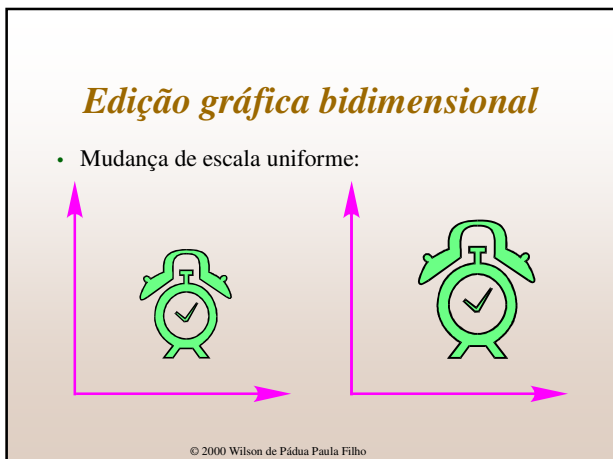 Edição gráfica bidimensional
• Mudança de escala uniforme:
© 2000 Wilson de Pádua Paula Filho